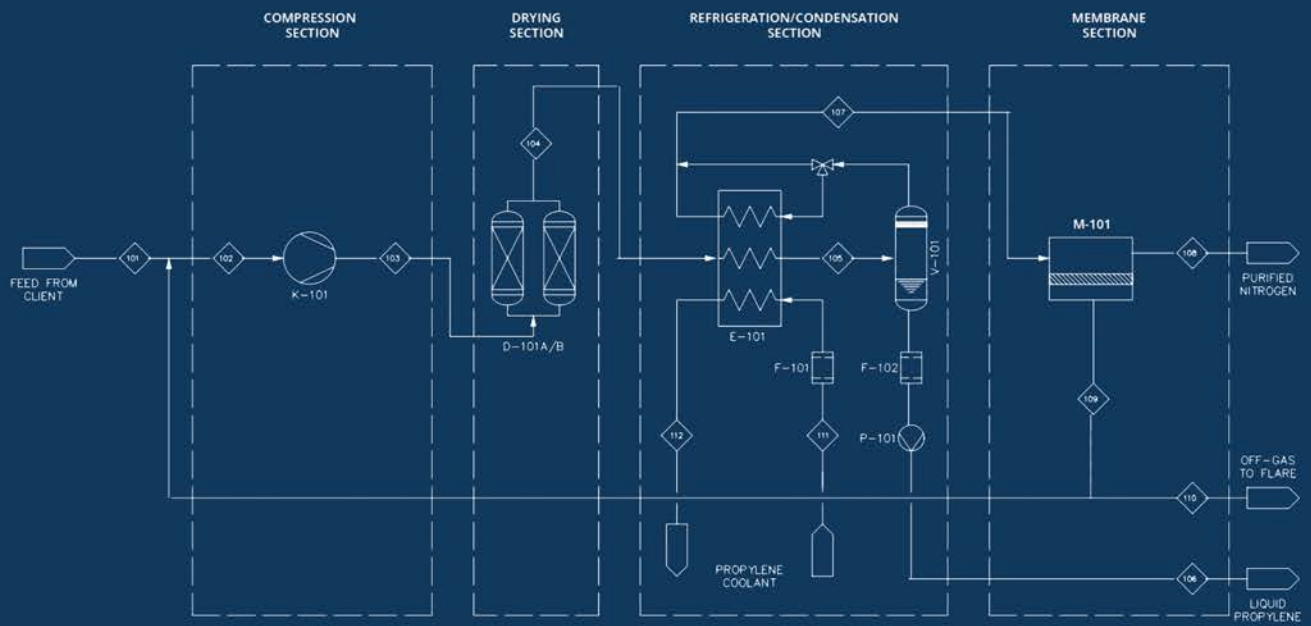 COMPRESSION
SECTION
DRYING
SECTION
REFRIGERATION/CONDENSATION
SECTION
MEMBRANE
SECTION
107
104
M-101
V-101
FEED FROM
CLIENT
101
102
K-101
103
105
108
PURIFIED
NITROGEN
D-101A/B
E-101
F-101
F-102
109
112
111
P-101
OFF-GAS
TO FLARE
110
PROPYLENE
COOLANT
106
LIQUID
PROPYLENE